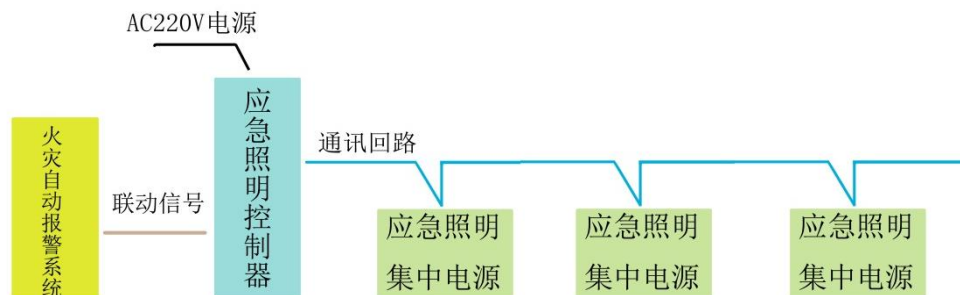 AC220V电源
火灾自动报警系统
联动信号
应急照明控制器
通讯回路
应急照明
集中电源
应急照明
集中电源
应急照明
集中电源